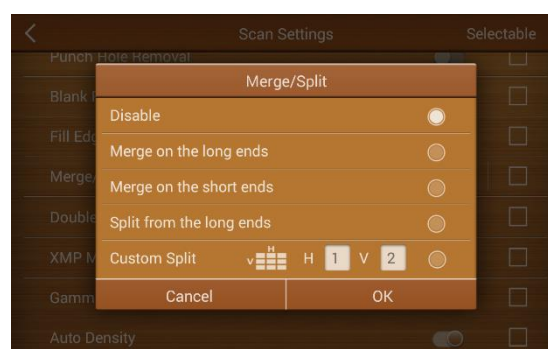 Scan Settings Selectable
Punch Hole Removal
Merge/Split
Blank
Disable
Fill Edg
Merge on the long ends
Merge/
Merge on the short ends
Double
Split from the long ends
XMP M
Custom Split V H H 1 V 2
Gamm
Cancel OK
Auto Density